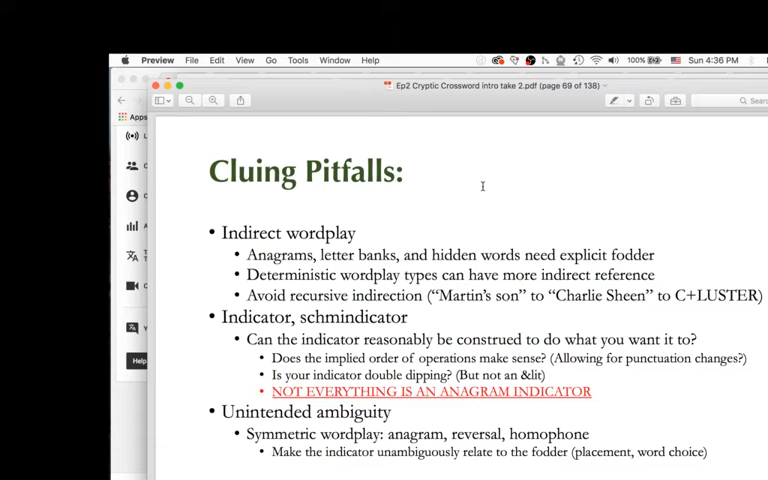 Preview File Edit View Go Tools Window Help 100% Sun 4:36 PM
Ep2 Cryptic Crossword intro take 2.pdf (page 69 of 138)
Apps
Help
Cluing Pitfalls:
• Indirect wordplay
• Anagrams, letter banks, and hidden words need explicit fodder
• Deterministic wordplay types can have more indirect reference
• Avoid recursive indirection (“Martin’s son” to “Charlie Sheen” to C+LUSTER)
• Indicator, schmindicator
• Can the indicator reasonably be construed to do what you want it to?
• Does the implied order of operations make sense? (Allowing for punctuation changes?)
• Is your indicator double dipping? (But not an &lit)
• NOT EVERYTHING IS AN ANAGRAM INDICATOR
• Unintended ambiguity
• Symmetric wordplay: anagram, reversal, homophone
• Make the indicator unambiguously relate to the fodder (placement, word choice)